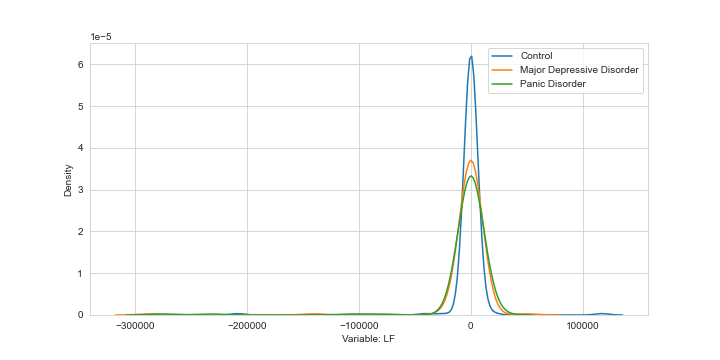 1e−5
6
5
4
3
2
1
0
Density
−300000
−200000
−100000
0
100000
Variable: LF
Control
Major Depressive Disorder
Panic Disorder